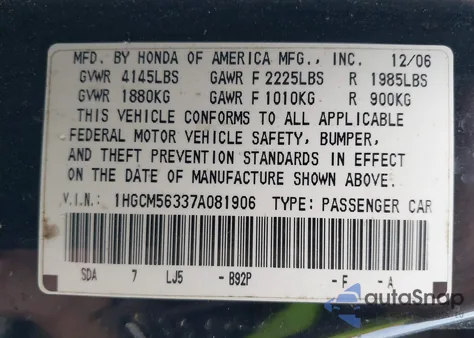 MFD. BY HONDA OF AMERICA MFG., INC. 12/06
GVWR 4145LBS GAWR F 2225LBS R 1985LBS
GVWR 1880KG GAWR F 1010KG R 900KG
THIS VEHICLE CONFORMS TO ALL APPLICABLE
FEDERAL MOTOR VEHICLE SAFETY, BUMPER,
AND THEFT PREVENTION STANDARDS IN EFFECT
ON THE DATE OF MANUFACTURE SHOWN ABOVE.
V.I.N.: 1HGCM56337A081906 TYPE: PASSENGER CAR
SDA 7 LJ5 - B92P - F - A
autoSnap